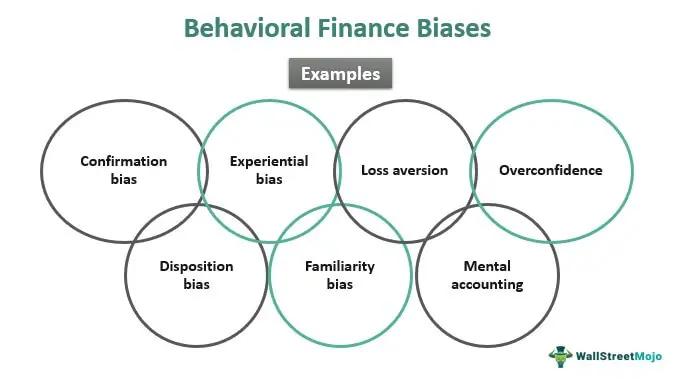 Behavioral Finance Biases
Examples
Confirmation
bias
Experiential
bias
Loss aversion
Overconfidence
Disposition
bias
Familiarity
bias
Mental
accounting
WallStreetMojo